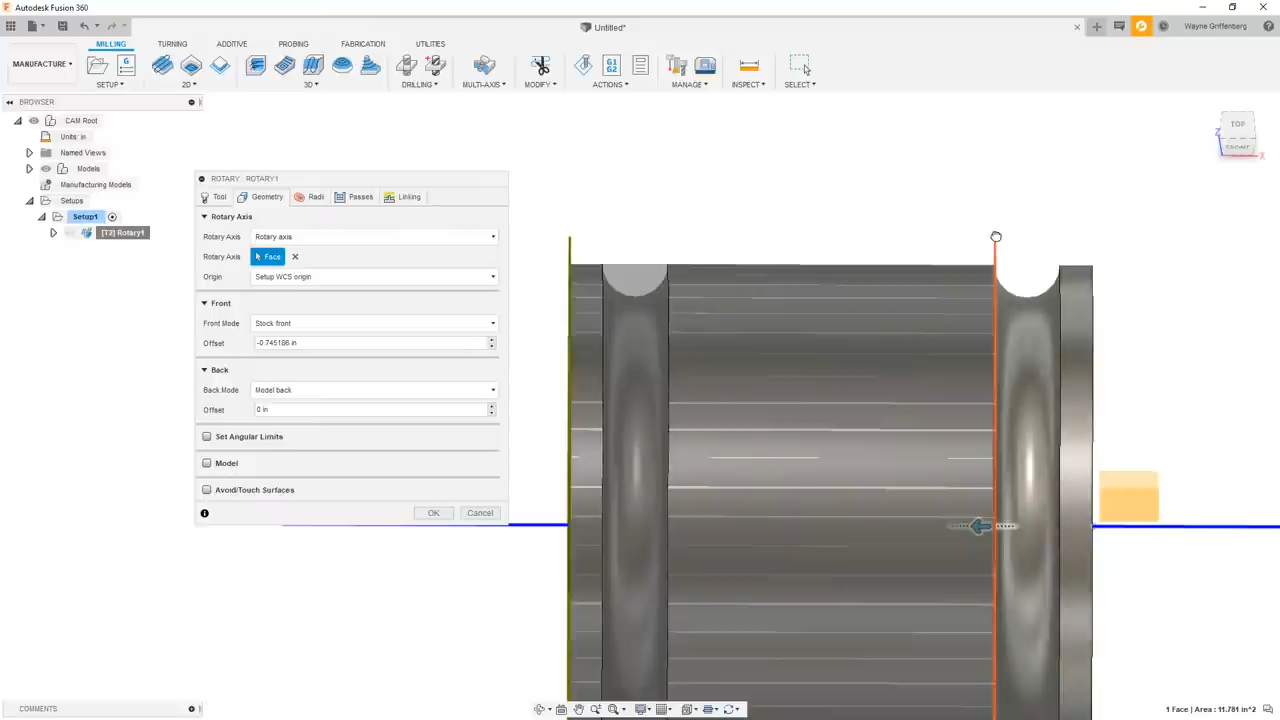 Autodesk Fusion 360
Untitled*
Wayne Griffenberg
MANUFACTURE
MILLING TURNING ADDITIVE PROBING FABRICATION UTILITIES
G1
G2
SETUP 2D 3D DRILLING MULTI-AXIS MODIFY ACTIONS MANAGE INSPECT SELECT
BROWSER
CAM Root
Units: in
Named Views
Models
Manufacturing Models
Setups
Setup1
[T2] Rotary1
TOP
FRONT
Z
X
ROTARY : ROTARY1
Tool Geometry Radii Passes Linking
Rotary Axis
Rotary Axis Rotary axis
Rotary Axis Face
Origin Setup WCS origin
Front
Front Mode Stock front
Offset -0.745186 in
Back
Back Mode Model back
Offset 0 in
Set Angular Limits
Model
Avoid/Touch Surfaces
OK Cancel
COMMENTS
1 Face | Area : 11.781 in^2